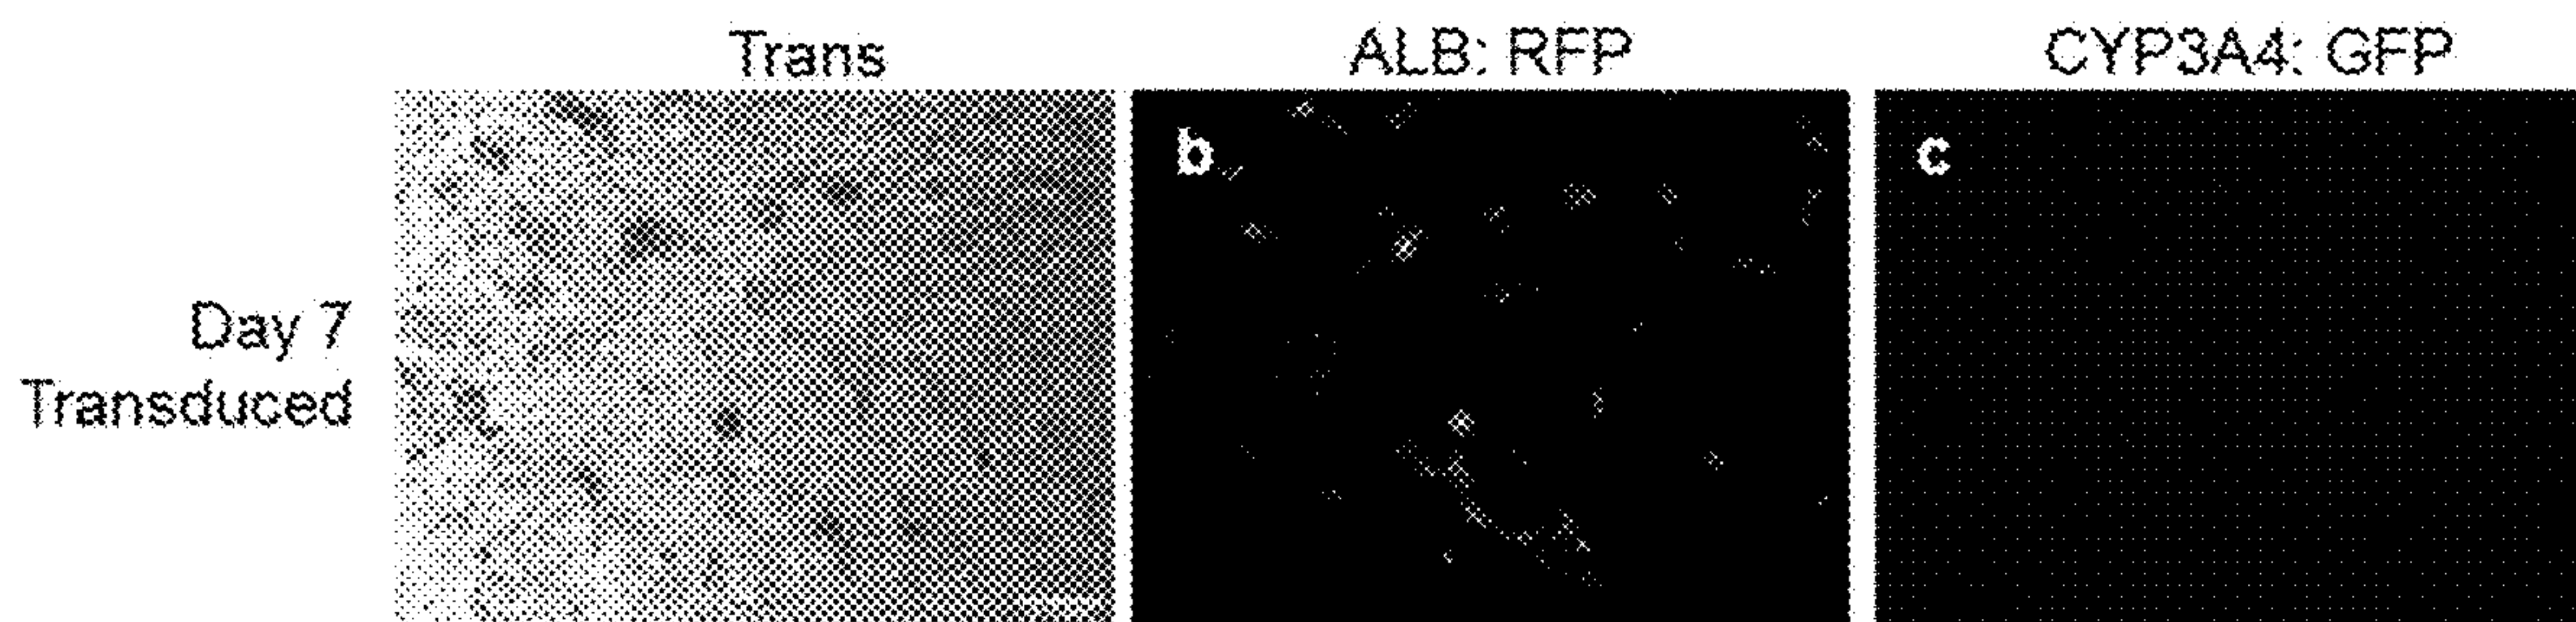 Trans
ALB: RFP
CYP3A4: GFP
b
c
Day 7
Transduced